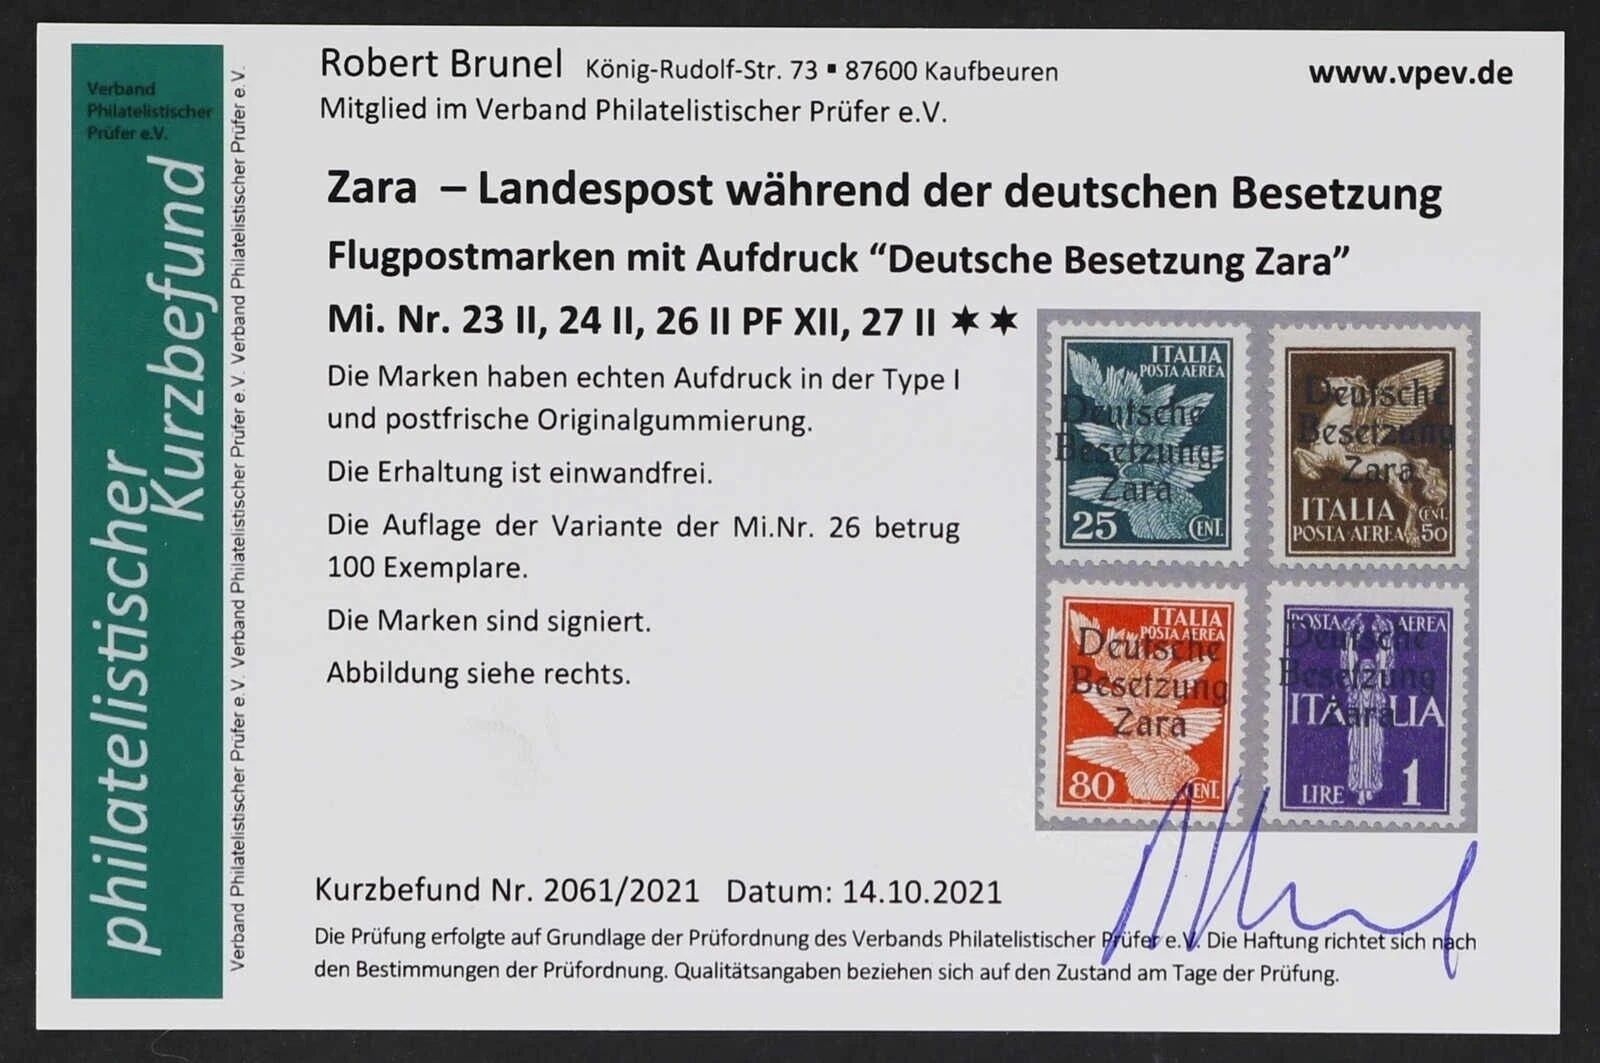 Verband
Philatelistischer
Prüfer e.V.
philatelistischer
Kurzbefund
Verband Philatelistischer Prüfer e.V. Verband Philatelistischer Prüfer e.V. Verband Philatelistischer Prüfer e.V. Verband Philatelistischer Prüfer e.V.
Robert Brunel König-Rudolf-Str. 73 ▪ 87600 Kaufbeuren
www.vpev.de
Mitglied im Verband Philatelistischer Prüfer e.V.
Zara – Landespost während der deutschen Besetzung
Flugpostmarken mit Aufdruck “Deutsche Besetzung Zara”
Mi. Nr. 23 II, 24 II, 26 II PF XII, 27 II ★★
Die Marken haben echten Aufdruck in der Type I
und postfrische Originalgummierung.
Die Erhaltung ist einwandfrei.
Die Auflage der Variante der Mi.Nr. 26 betrug
100 Exemplare.
Die Marken sind signiert.
Abbildung siehe rechts.
ITALIA
POSTA AEREA
Deutsche
Besetzung
Zara
25 CENT.
Deutsche
Besetzung
Zara
ITALIA CENT.
POSTA AEREA 50
ITALIA
POSTA AEREA
Deutsche
Besetzung
Zara
80 CENT.
POSTA AEREA
Deutsche
Besetzung
ITALIA
Zara
LIRE 1
Kurzbefund Nr. 2061/2021 Datum: 14.10.2021
Die Prüfung erfolgte auf Grundlage der Prüfordnung des Verbands Philatelistischer Prüfer e.V. Die Haftung richtet sich nach
den Bestimmungen der Prüfordnung. Qualitätsangaben beziehen sich auf den Zustand am Tage der Prüfung.